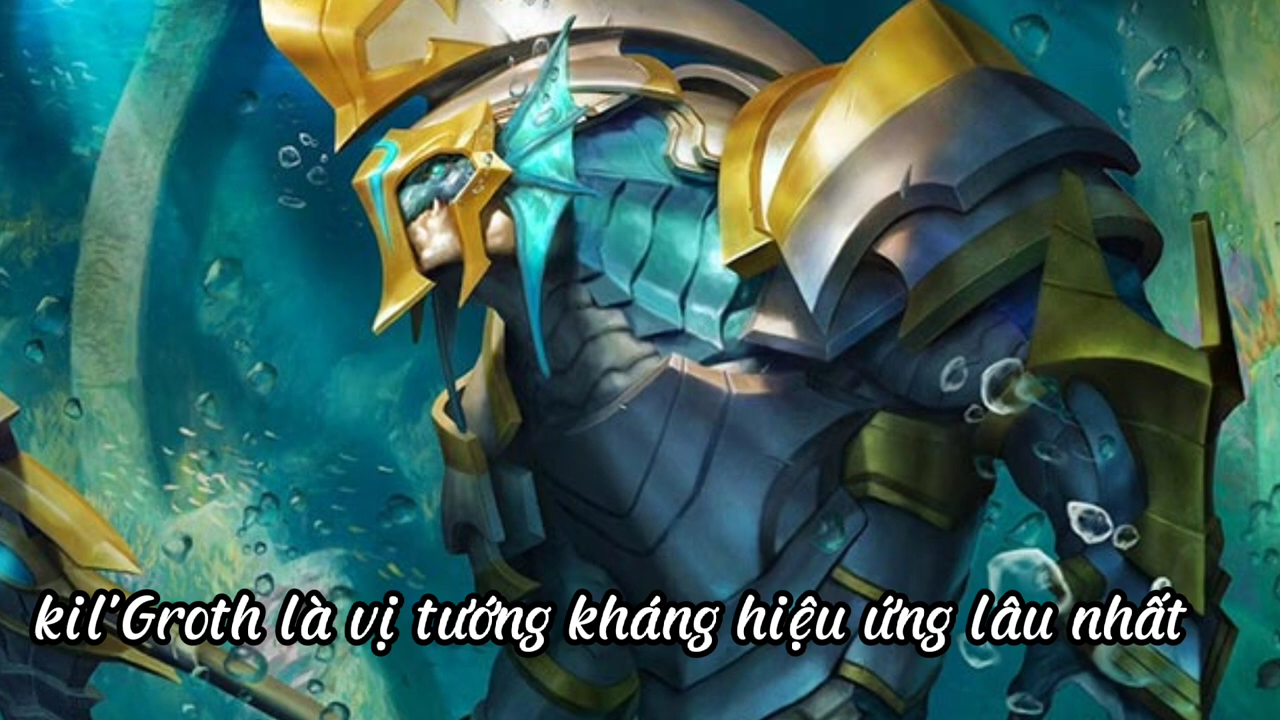 kil'Groth là vị tướng kháng hiệu ứng lâu nhất